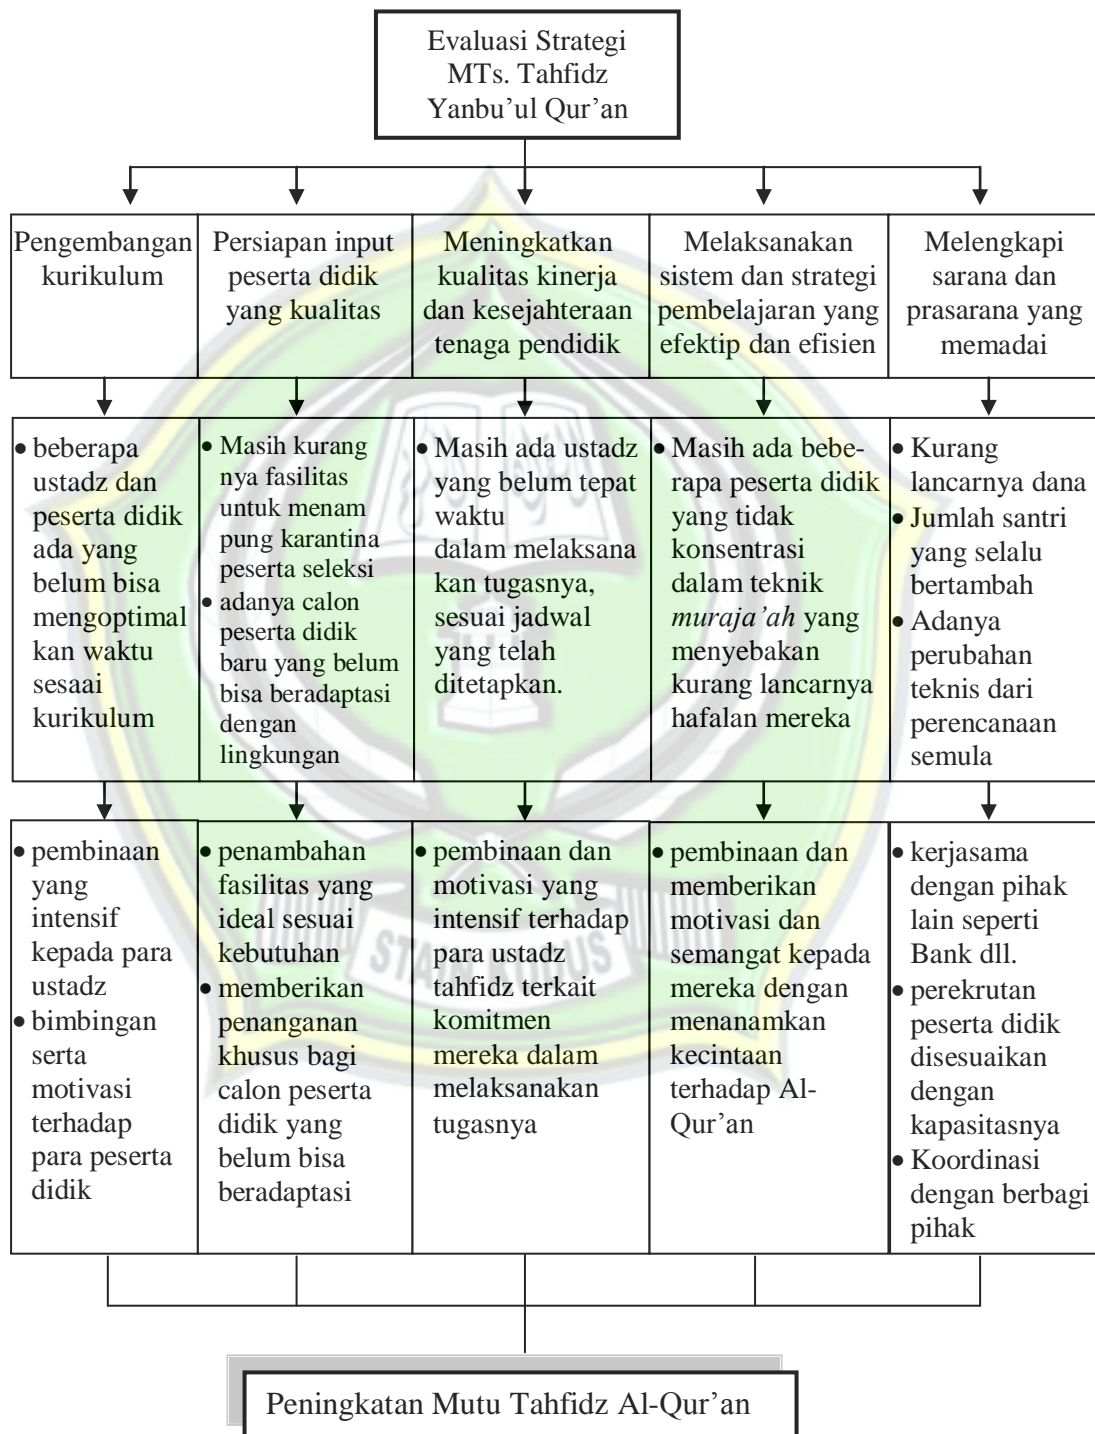 Evaluasi Strategi
MTs. Tahfidz
Yanbu’ul Qur’an
Pengembangan
kurikulum
Persiapan input
peserta didik
yang kualitas
Meningkatkan
kualitas kinerja
dan kesejahteraan
tenaga pendidik
Melaksanakan
sistem dan strategi
pembelajaran yang
efektip dan efisien
Melengkapi
sarana dan
prasarana yang
memadai
• beberapa
ustadz dan
peserta didik
ada yang
belum bisa
mengoptimal
kan waktu
sesaai
kurikulum
• Masih kurang
nya fasilitas
untuk menam
pung karantina
peserta seleksi
• adanya calon
peserta didik
baru yang belum
bisa beradaptasi
dengan
lingkungan
• Masih ada ustadz
yang belum tepat
waktu
dalam melaksana
kan tugasnya,
sesuai jadwal
yang telah
ditetapkan.
• Masih ada bebe-
rapa peserta didik
yang tidak
konsentrasi
dalam teknik
muraja’ah yang
menyebakan
kurang lancarnya
hafalan mereka
• Kurang
lancarnya dana
• Jumlah santri
yang selalu
bertambah
• Adanya
perubahan
teknis dari
perencanaan
semula
• pembinaan
yang
intensif
kepada para
ustadz
• bimbingan
serta
motivasi
terhadap
para peserta
didik
• penambahan
fasilitas yang
ideal sesuai
kebutuhan
• memberikan
penanganan
khusus bagi
calon peserta
didik yang
belum bisa
beradaptasi
• pembinaan dan
motivasi yang
intensif terhadap
para ustadz
tahfidz terkait
komitmen
mereka dalam
melaksanakan
tugasnya
• pembinaan dan
memberikan
motivasi dan
semangat kepada
mereka dengan
menanamkan
kecintaan
terhadap Al-
Qur’an
• kerjasama
dengan pihak
lain seperti
Bank dll.
• perekrutan
peserta didik
disesuaikan
dengan
kapasitasnya
• Koordinasi
dengan berbagi
pihak
STAIN KUDUS
Peningkatan Mutu Tahfidz Al-Qur’an